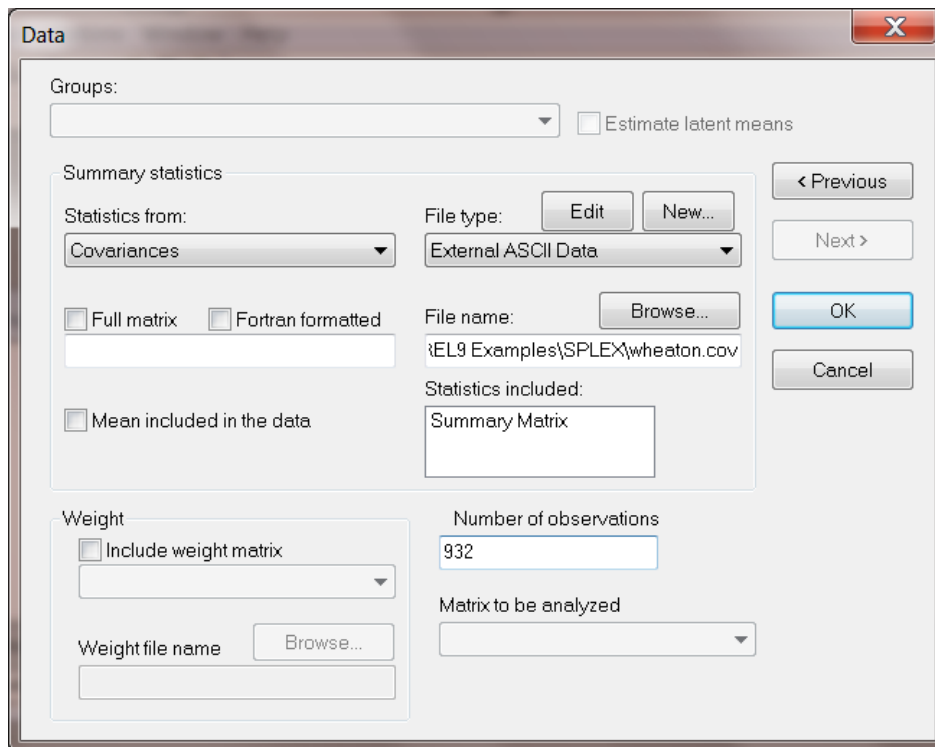 Data
Groups:
Estimate latent means
Summary statistics
Statistics from:
File type:
Edit
New...
Covariances
External ASCII Data
Full matrix
Fortran formatted
File name:
Browse...
REL9 Examples\SPLEX\wheaton.cov
Mean included in the data
Statistics included:
Summary Matrix
< Previous
Next >
OK
Cancel
Weight
Include weight matrix
Weight file name
Browse...
Number of observations
932
Matrix to be analyzed